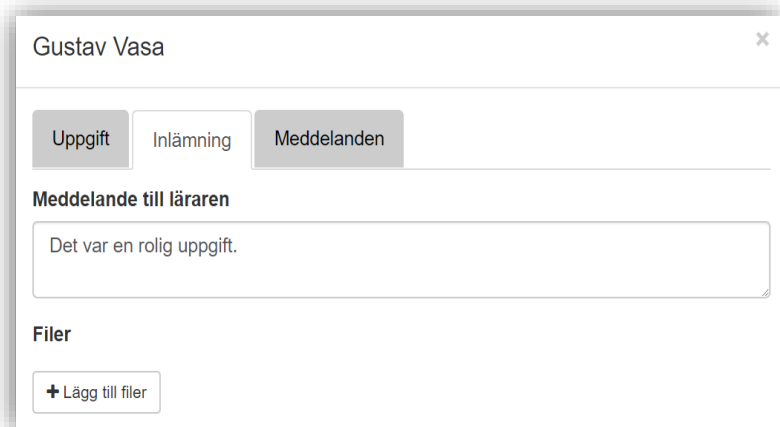 Gustav Vasa ×
Uppgift Inlämning Meddelanden
Meddelande till läraren
Det var en rolig uppgift.
Filer
+ Lägg till filer